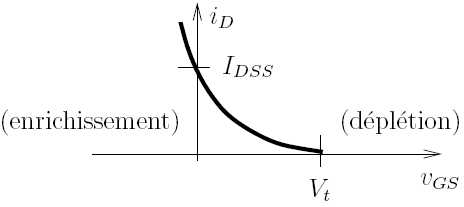 i_D
I_DSS
(enrichissement) (déplétion)
v_GS
V_t